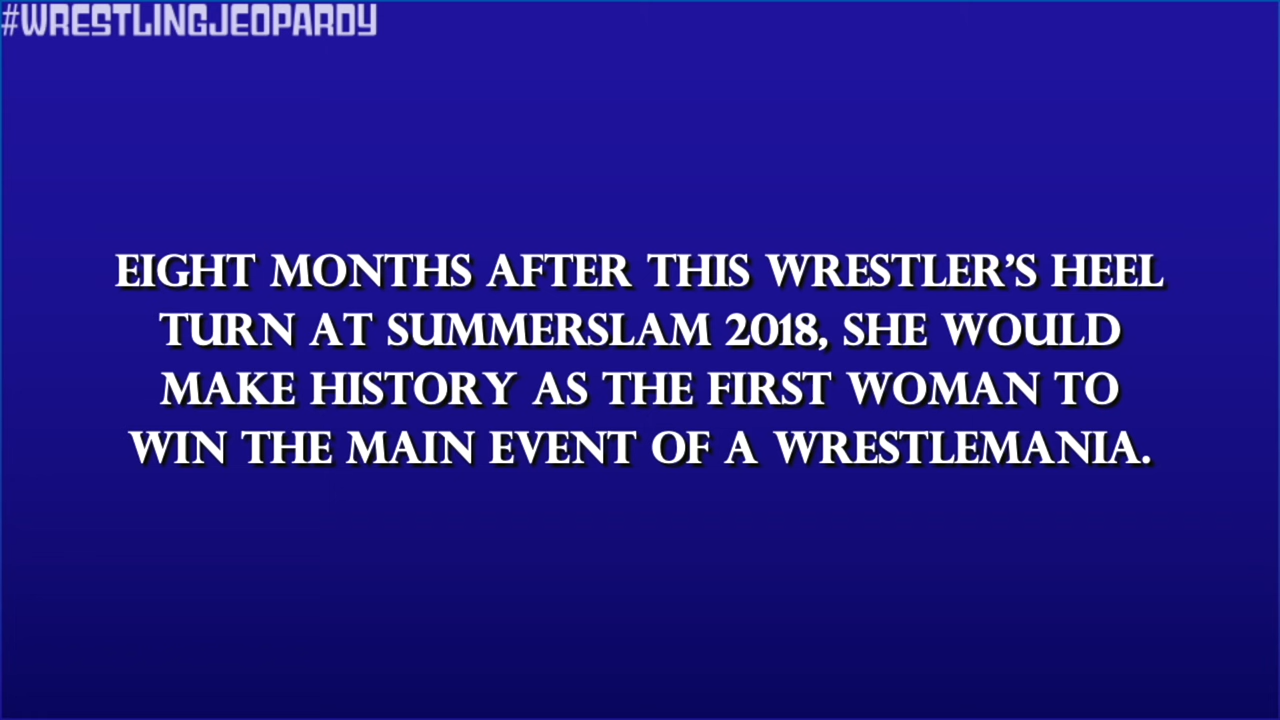 #WRESTLINGJEOPARDY
EIGHT MONTHS AFTER THIS WRESTLER’S HEEL
TURN AT SUMMERSLAM 2018, SHE WOULD
MAKE HISTORY AS THE FIRST WOMAN TO
WIN THE MAIN EVENT OF A WRESTLEMANIA.